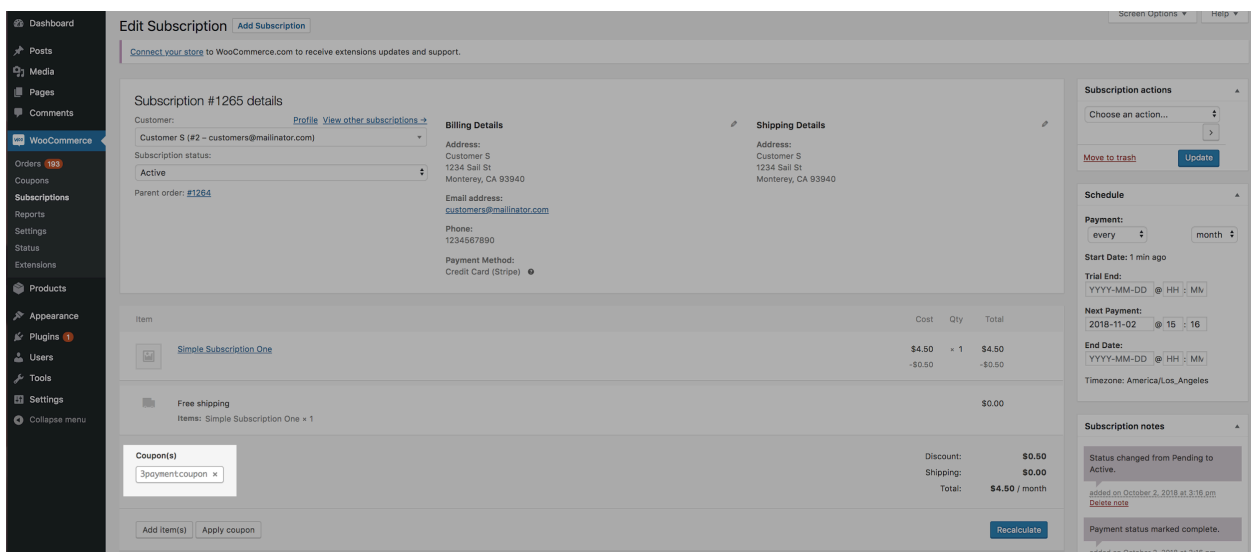 Dashboard
Posts
Media
Pages
Comments
WooCommerce
Orders 193
Coupons
Subscriptions
Reports
Settings
Status
Extensions
Products
Appearance
Plugins 1
Users
Tools
Settings
Collapse menu
Screen Options ▼ Help ▼
Edit Subscription Add Subscription
Connect your store to WooCommerce.com to receive extensions updates and support.
Subscription #1265 details
Customer: Profile View other subscriptions →
Customer S (#2 – customers@mailinator.com)
Subscription status:
Active
Parent order: #1264
Billing Details
Address:
Customer S
1234 Sail St
Monterey, CA 93940
Email address:
customers@mailinator.com
Phone:
1234567890
Payment Method:
Credit Card (Stripe)
Shipping Details
Address:
Customer S
1234 Sail St
Monterey, CA 93940
Item Cost Qty Total
Simple Subscription One $4.50 × 1 $4.50
-$0.50 -$0.50
Free shipping $0.00
Items: Simple Subscription One × 1
Coupon(s)
3paymentcoupon ×
Discount: $0.50
Shipping: $0.00
Total: $4.50 / month
Add item(s) Apply coupon Recalculate
Subscription actions
Choose an action...
Move to trash Update
Schedule
Payment:
every month
Start Date: 1 min ago
Trial End:
YYYY-MM-DD @ HH : MM
Next Payment:
2018-11-02 @ 15 : 16
End Date:
YYYY-MM-DD @ HH : MM
Timezone: America/Los_Angeles
Subscription notes
Status changed from Pending to
Active.
added on October 2, 2018 at 3:16 pm
Delete note
Payment status marked complete.
added on October 2, 2018 at 3:16 pm